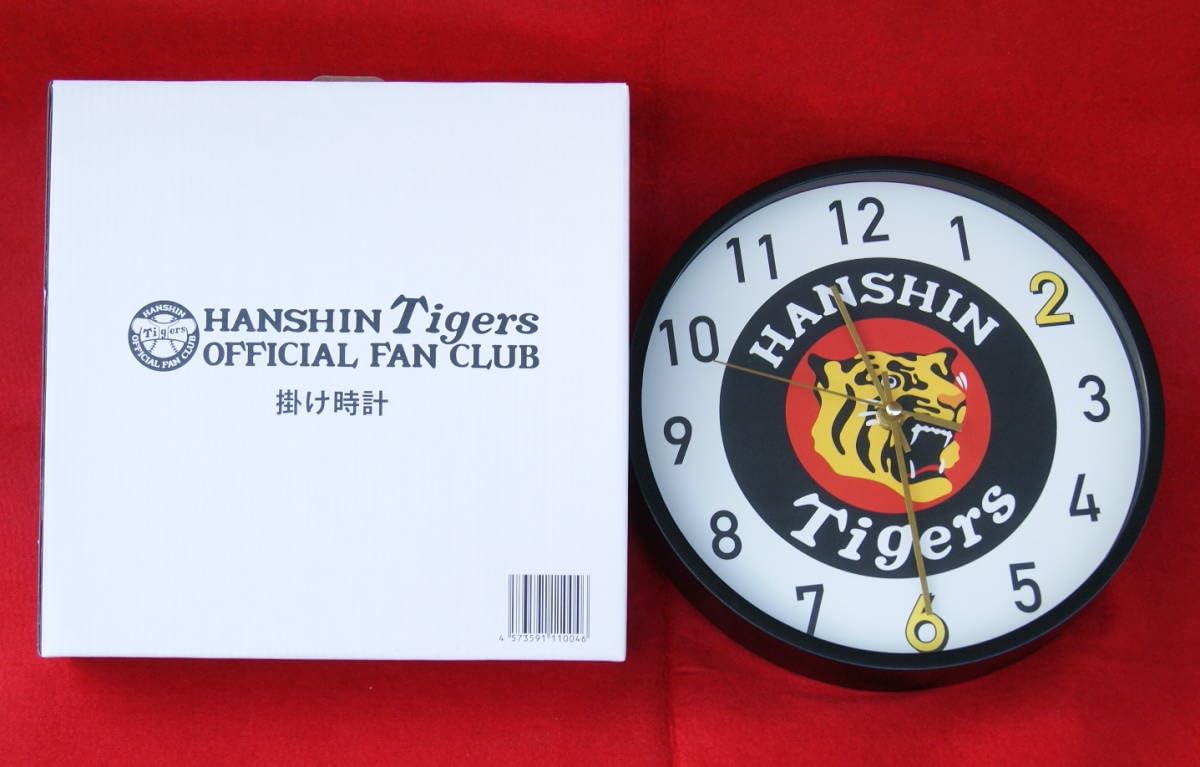 HANSHIN
Tigers
OFFICIAL FAN CLUB
HANSHIN Tigers
OFFICIAL FAN CLUB
掛け時計
4 573591 110046
12
1
2
3
4
5
6
7
8
9
10
11
HANSHIN
Tigers